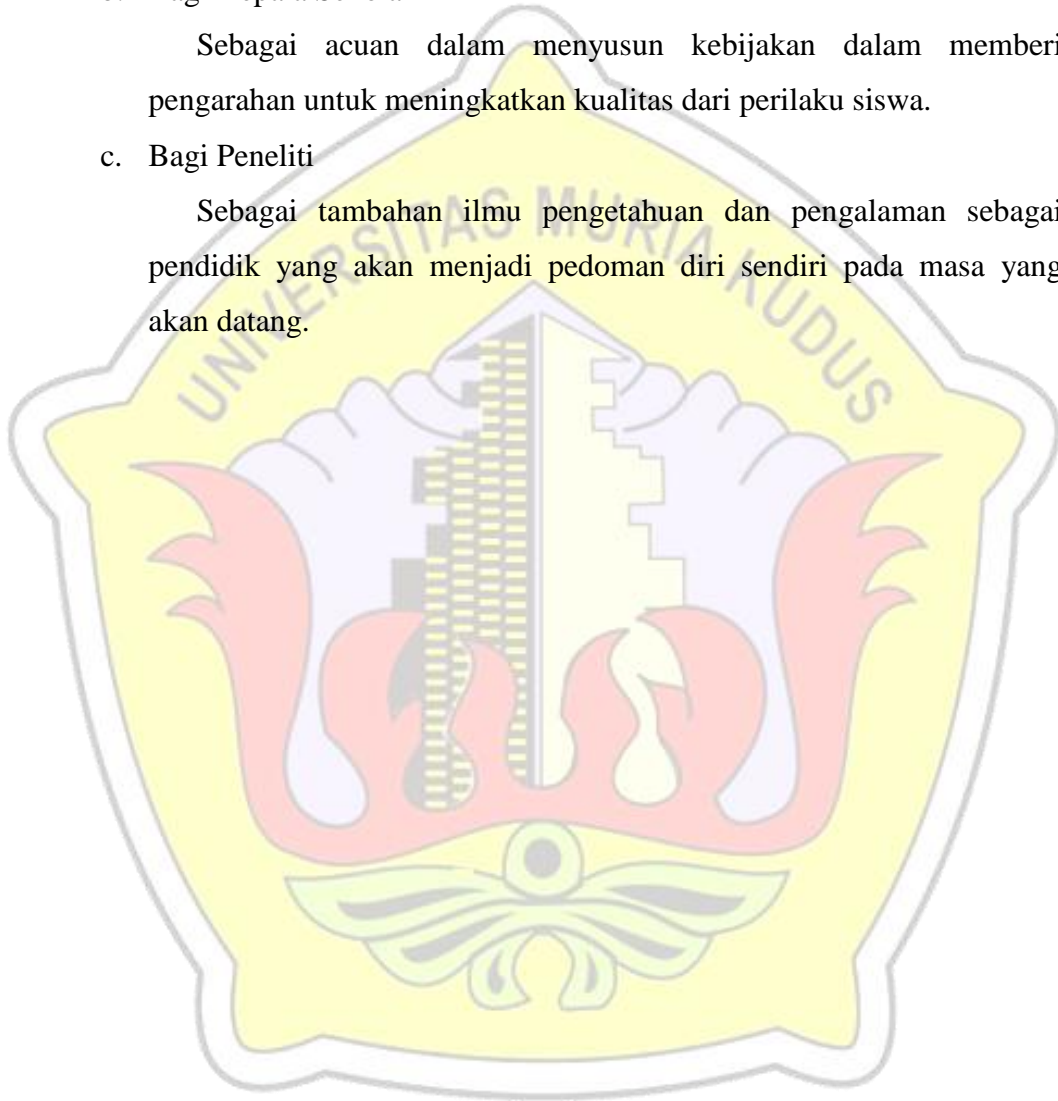 Sebagai acuan dalam menyusun kebijakan dalam memberi
pengarahan untuk meningkatkan kualitas dari perilaku siswa.
c. Bagi Peneliti
Sebagai tambahan ilmu pengetahuan dan pengalaman sebagai
pendidik yang akan menjadi pedoman diri sendiri pada masa yang
akan datang.
UNIVERSITAS MURIA KUDUS